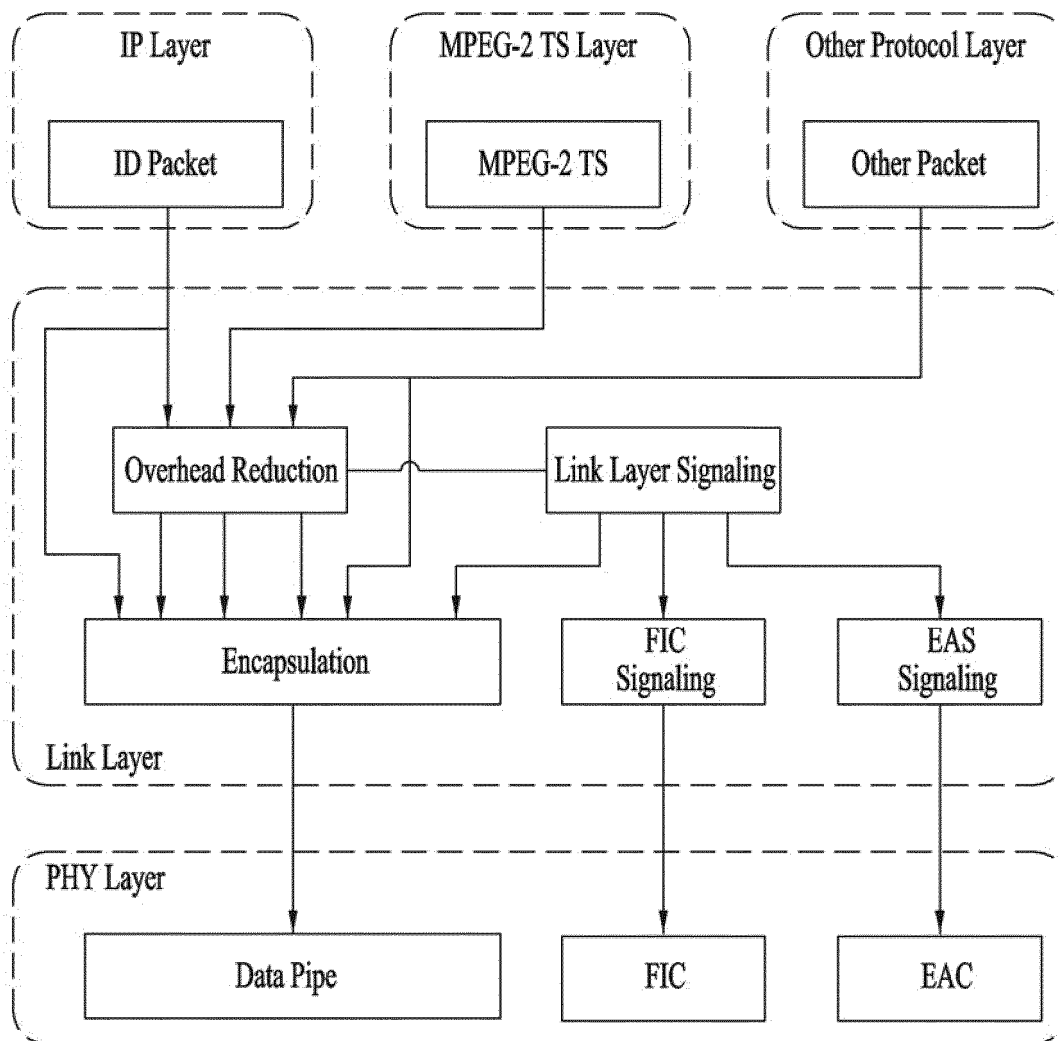 IP Layer
MPEG-2 TS Layer
Other Protocol Layer
ID Packet
MPEG-2 TS
Other Packet
Overhead Reduction
Link Layer Signaling
Encapsulation
FIC
Signaling
EAS
Signaling
Link Layer
PHY Layer
Data Pipe
FIC
EAC